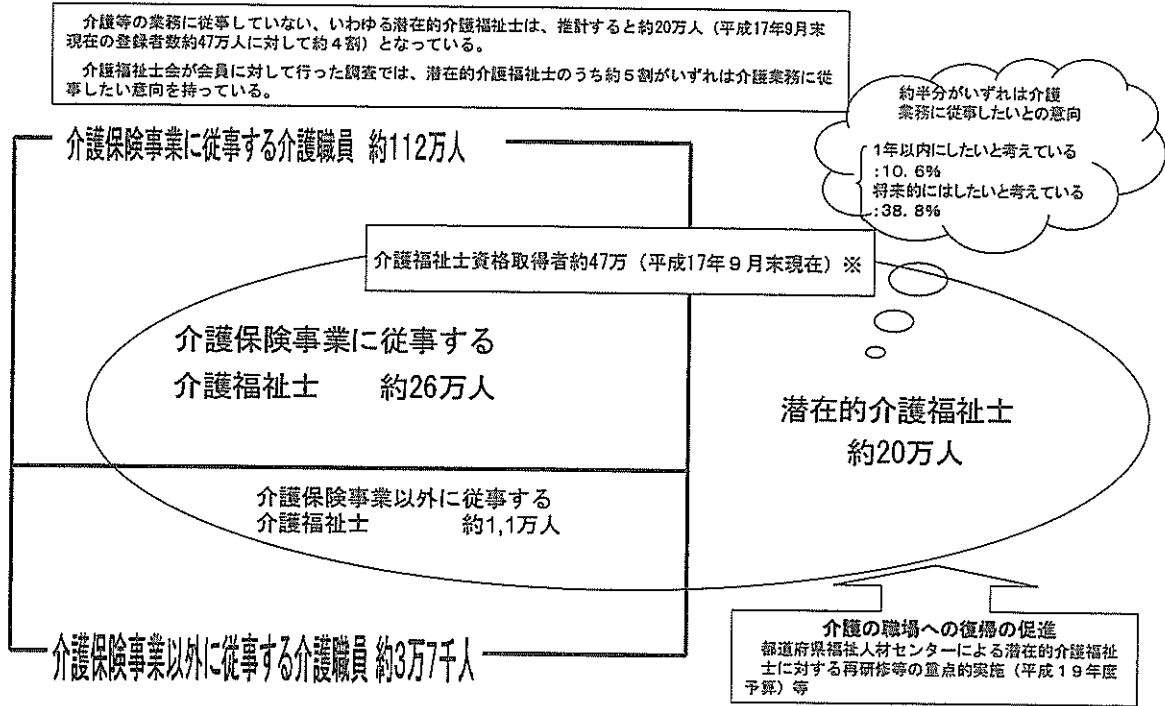 介護等の業務に従事していない、いわゆる潜在的介護福祉士は、推計すると約20万人（平成17年9月末
現在の登録者数約47万人に対して約４割）となっている。
介護福祉士会が会員に対して行った調査では、潜在的介護福祉士のうち約５割がいずれは介護業務に従
事したい意向を持っている。
約半分がいずれは介護
業務に従事したいとの意向
1年以内にしたいと考えている
:10. 6%
将来的にはしたいと考えている
:38. 8%
介護保険事業に従事する介護職員 約112万人
介護福祉士資格取得者約47万（平成17年９月末現在）※
介護保険事業に従事する
介護福祉士 約26万人
潜在的介護福祉士
約20万人
介護保険事業以外に従事する
介護福祉士 約1,1万人
介護保険事業以外に従事する介護職員 約3万7千人
介護の職場への復帰の促進
都道府県福祉人材センターによる潜在的介護福祉
士に対する再研修等の重点的実施（平成１９年度
予算）等